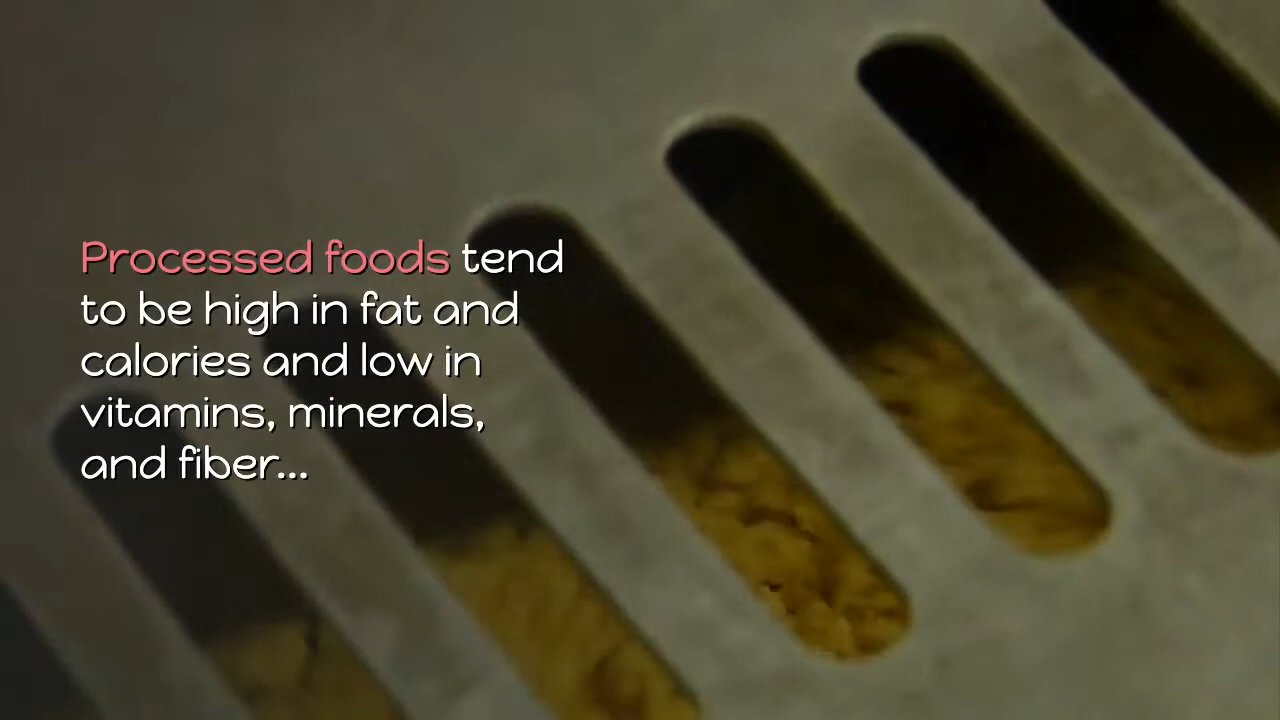 Processed foods tend
to be high in fat and
calories and low in
vitamins, minerals,
and fiber...